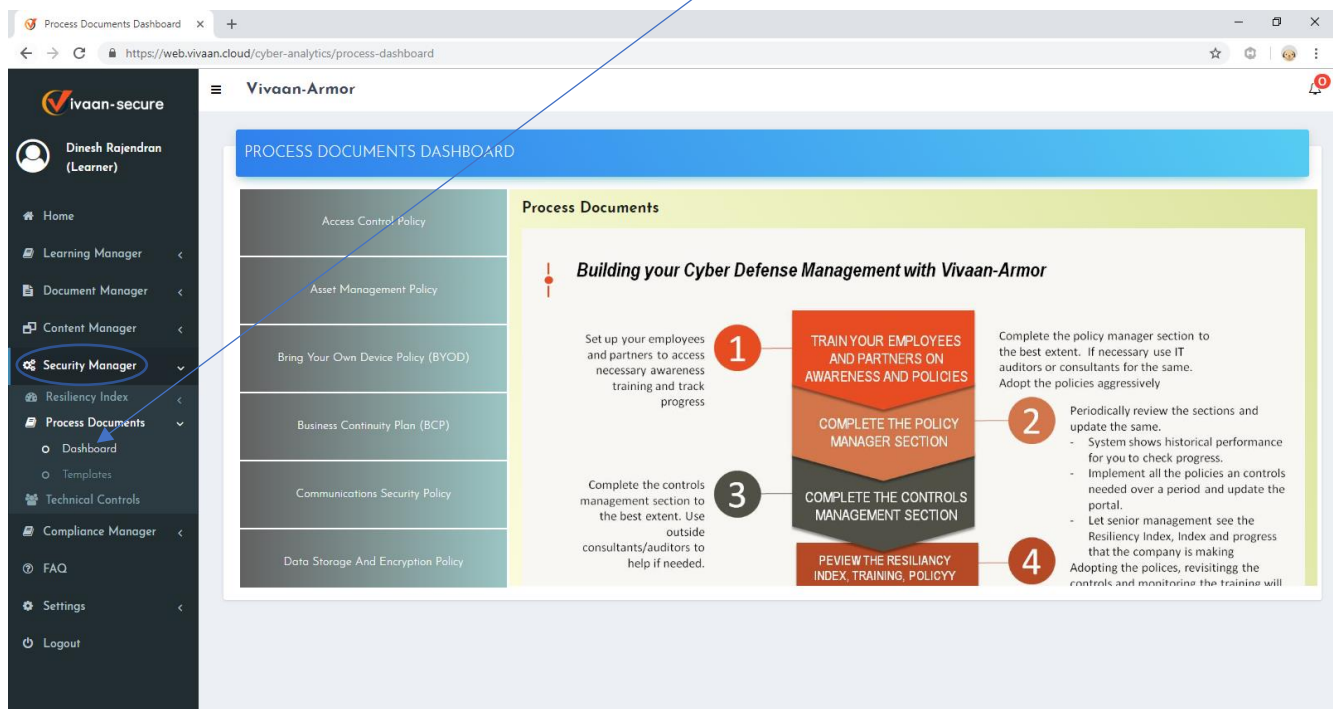 Process Documents Dashboard
https://web.vivaan.cloud/cyber-analytics/process-dashboard
ivaan-secure
Vivaan-Armor
0
Dinesh Rajendran
(Learner)
Home
Learning Manager
Document Manager
Content Manager
Security Manager
Resiliency Index
Process Documents
Dashboard
Templates
Technical Controls
Compliance Manager
FAQ
Settings
Logout
PROCESS DOCUMENTS DASHBOARD
Access Control Policy
Asset Management Policy
Bring Your Own Device Policy (BYOD)
Business Continuity Plan (BCP)
Communications Security Policy
Data Storage And Encryption Policy
Process Documents
Building your Cyber Defense Management with Vivaan-Armor
Set up your employees
and partners to access
necessary awareness
training and track
progress
1
TRAIN YOUR EMPLOYEES
AND PARTNERS ON
AWARENESS AND POLICIES
Complete the policy manager section to
the best extent. If necessary use IT
auditors or consultants for the same.
Adopt the policies aggressively
COMPLETE THE POLICY
MANAGER SECTION
2
Periodically review the sections and
update the same.
- System shows historical performance
for you to check progress.
- Implement all the policies an controls
needed over a period and update the
portal.
- Let senior management see the
Resiliency Index, Index and progress
that the company is making
Adopting the polices, revisitingg the
controls and monitoring the training will
Complete the controls
management section to
the best extent. Use
outside
consultants/auditors to
help if needed.
3
COMPLETE THE CONTROLS
MANAGEMENT SECTION
PEVIEW THE RESILIANCY
INDEX, TRAINING, POLICYY
4